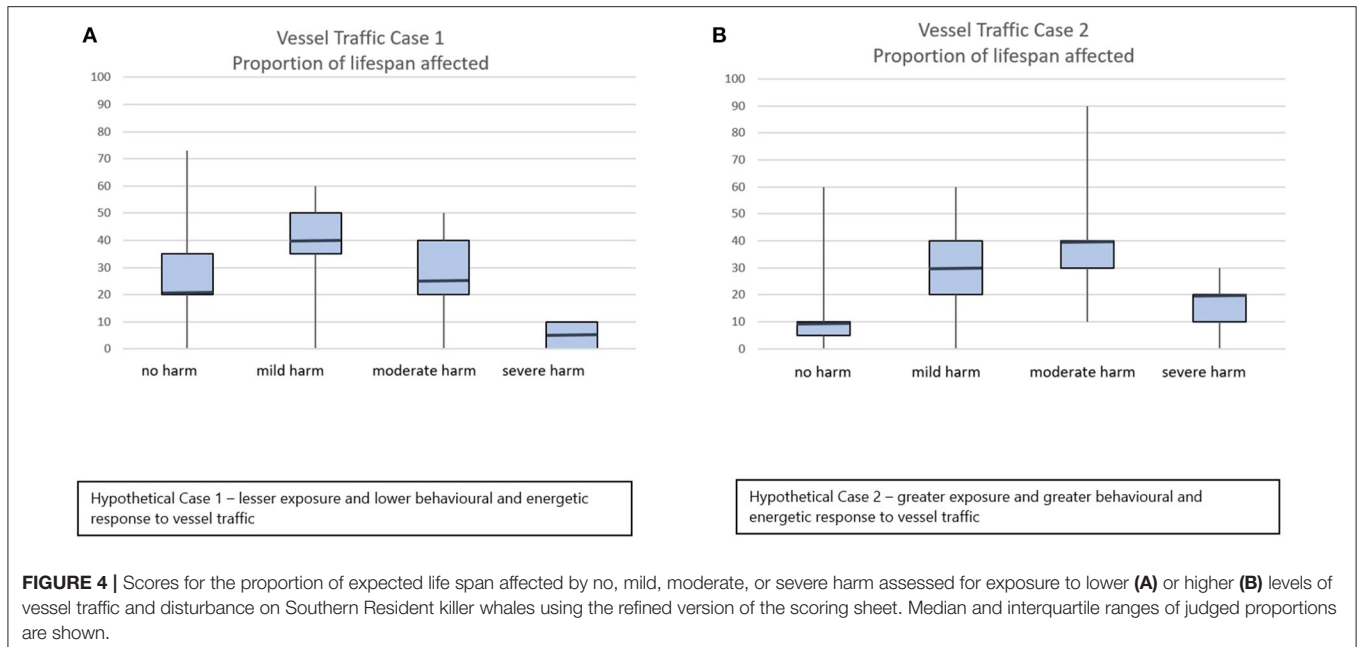 A
Vessel Traffic Case 1
Proportion of lifespan affected
100
90
80
70
60
50
40
30
20
10
0
no harm
mild harm
moderate harm
severe harm
Hypothetical Case 1 – lesser exposure and lower behavioural and energetic
response to vessel traffic
B
Vessel Traffic Case 2
Proportion of lifespan affected
100
90
80
70
60
50
40
30
20
10
0
no harm
mild harm
moderate harm
severe harm
Hypothetical Case 2 – greater exposure and greater behavioural and
energetic response to vessel traffic
FIGURE 4 | Scores for the proportion of expected life span affected by no, mild, moderate, or severe harm assessed for exposure to lower (A) or higher (B) levels of
vessel traffic and disturbance on Southern Resident killer whales using the refined version of the scoring sheet. Median and interquartile ranges of judged proportions
are shown.